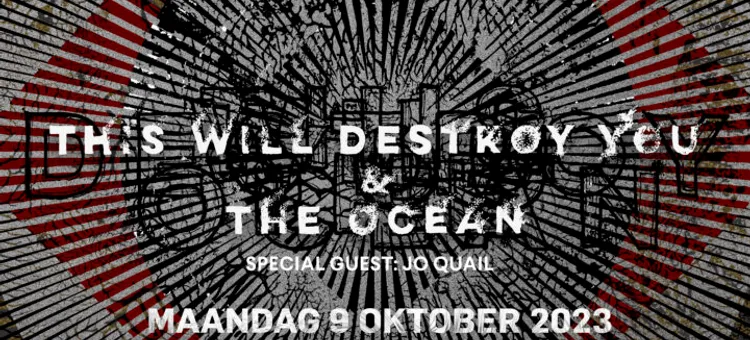 THIS WILL DESTROY YOU
&
THE OCEAN
SPECIAL GUEST: JO QUAIL
MAANDAG 9 OKTOBER 2023